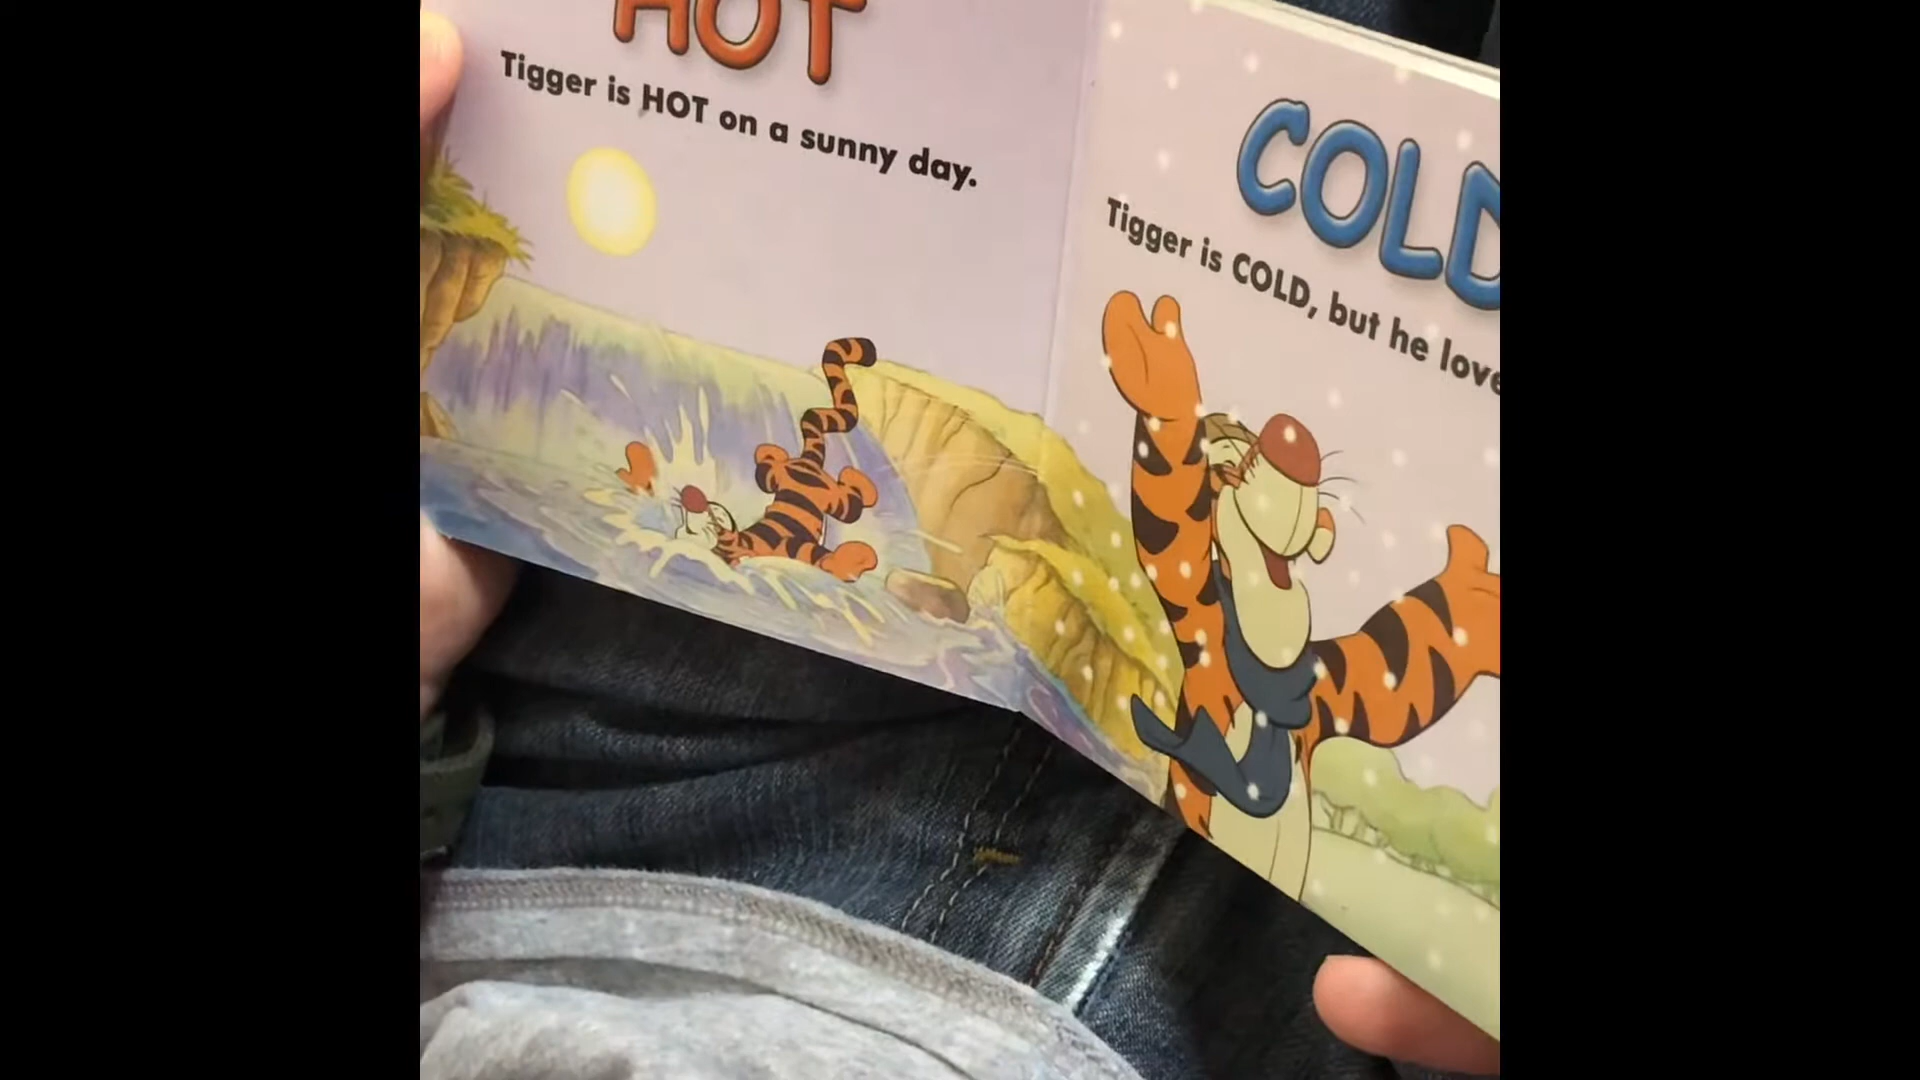 HOT
Tigger is HOT on a sunny day.
COLD
Tigger is COLD, but he love